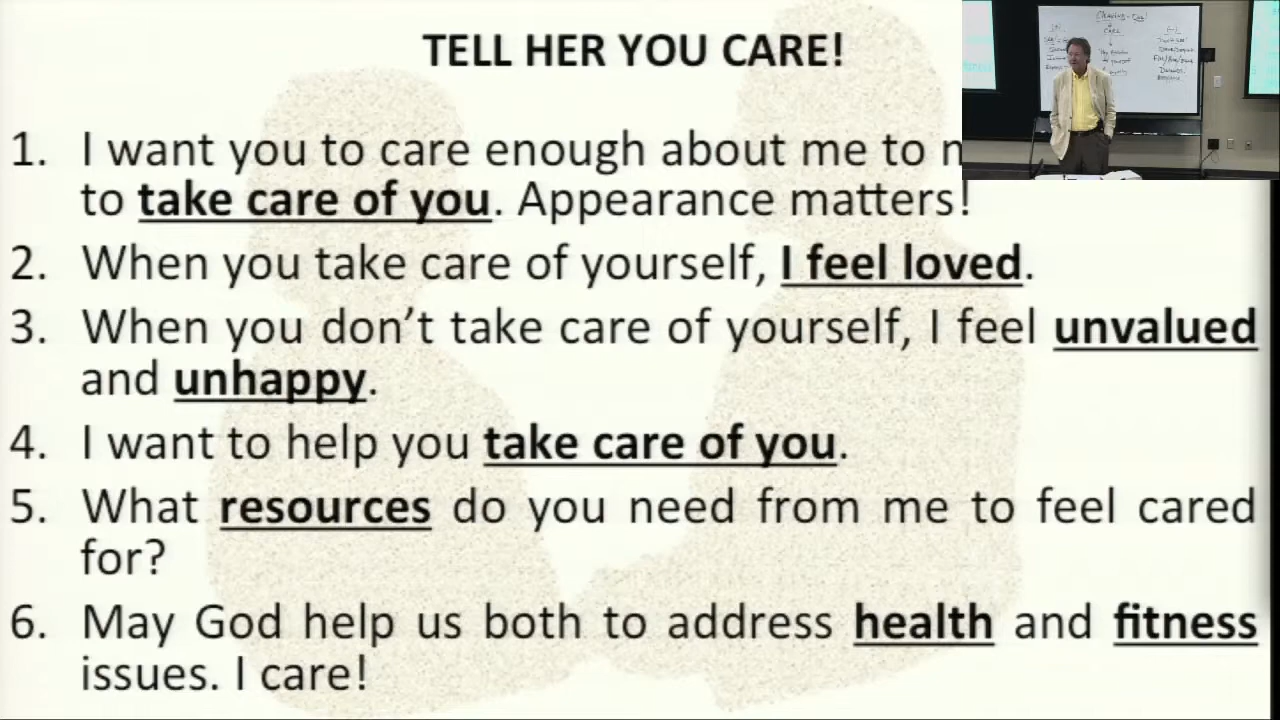 TELL HER YOU CARE!
1. I want you to care enough about me to
to take care of you. Appearance matters!
2. When you take care of yourself, I feel loved.
3. When you don't take care of yourself, I feel unvalued
and unhappy.
4. I want to help you take care of you.
5. What resources do you need from me to feel cared
for?
6. May God help us both to address health and fitness
issues. I care!